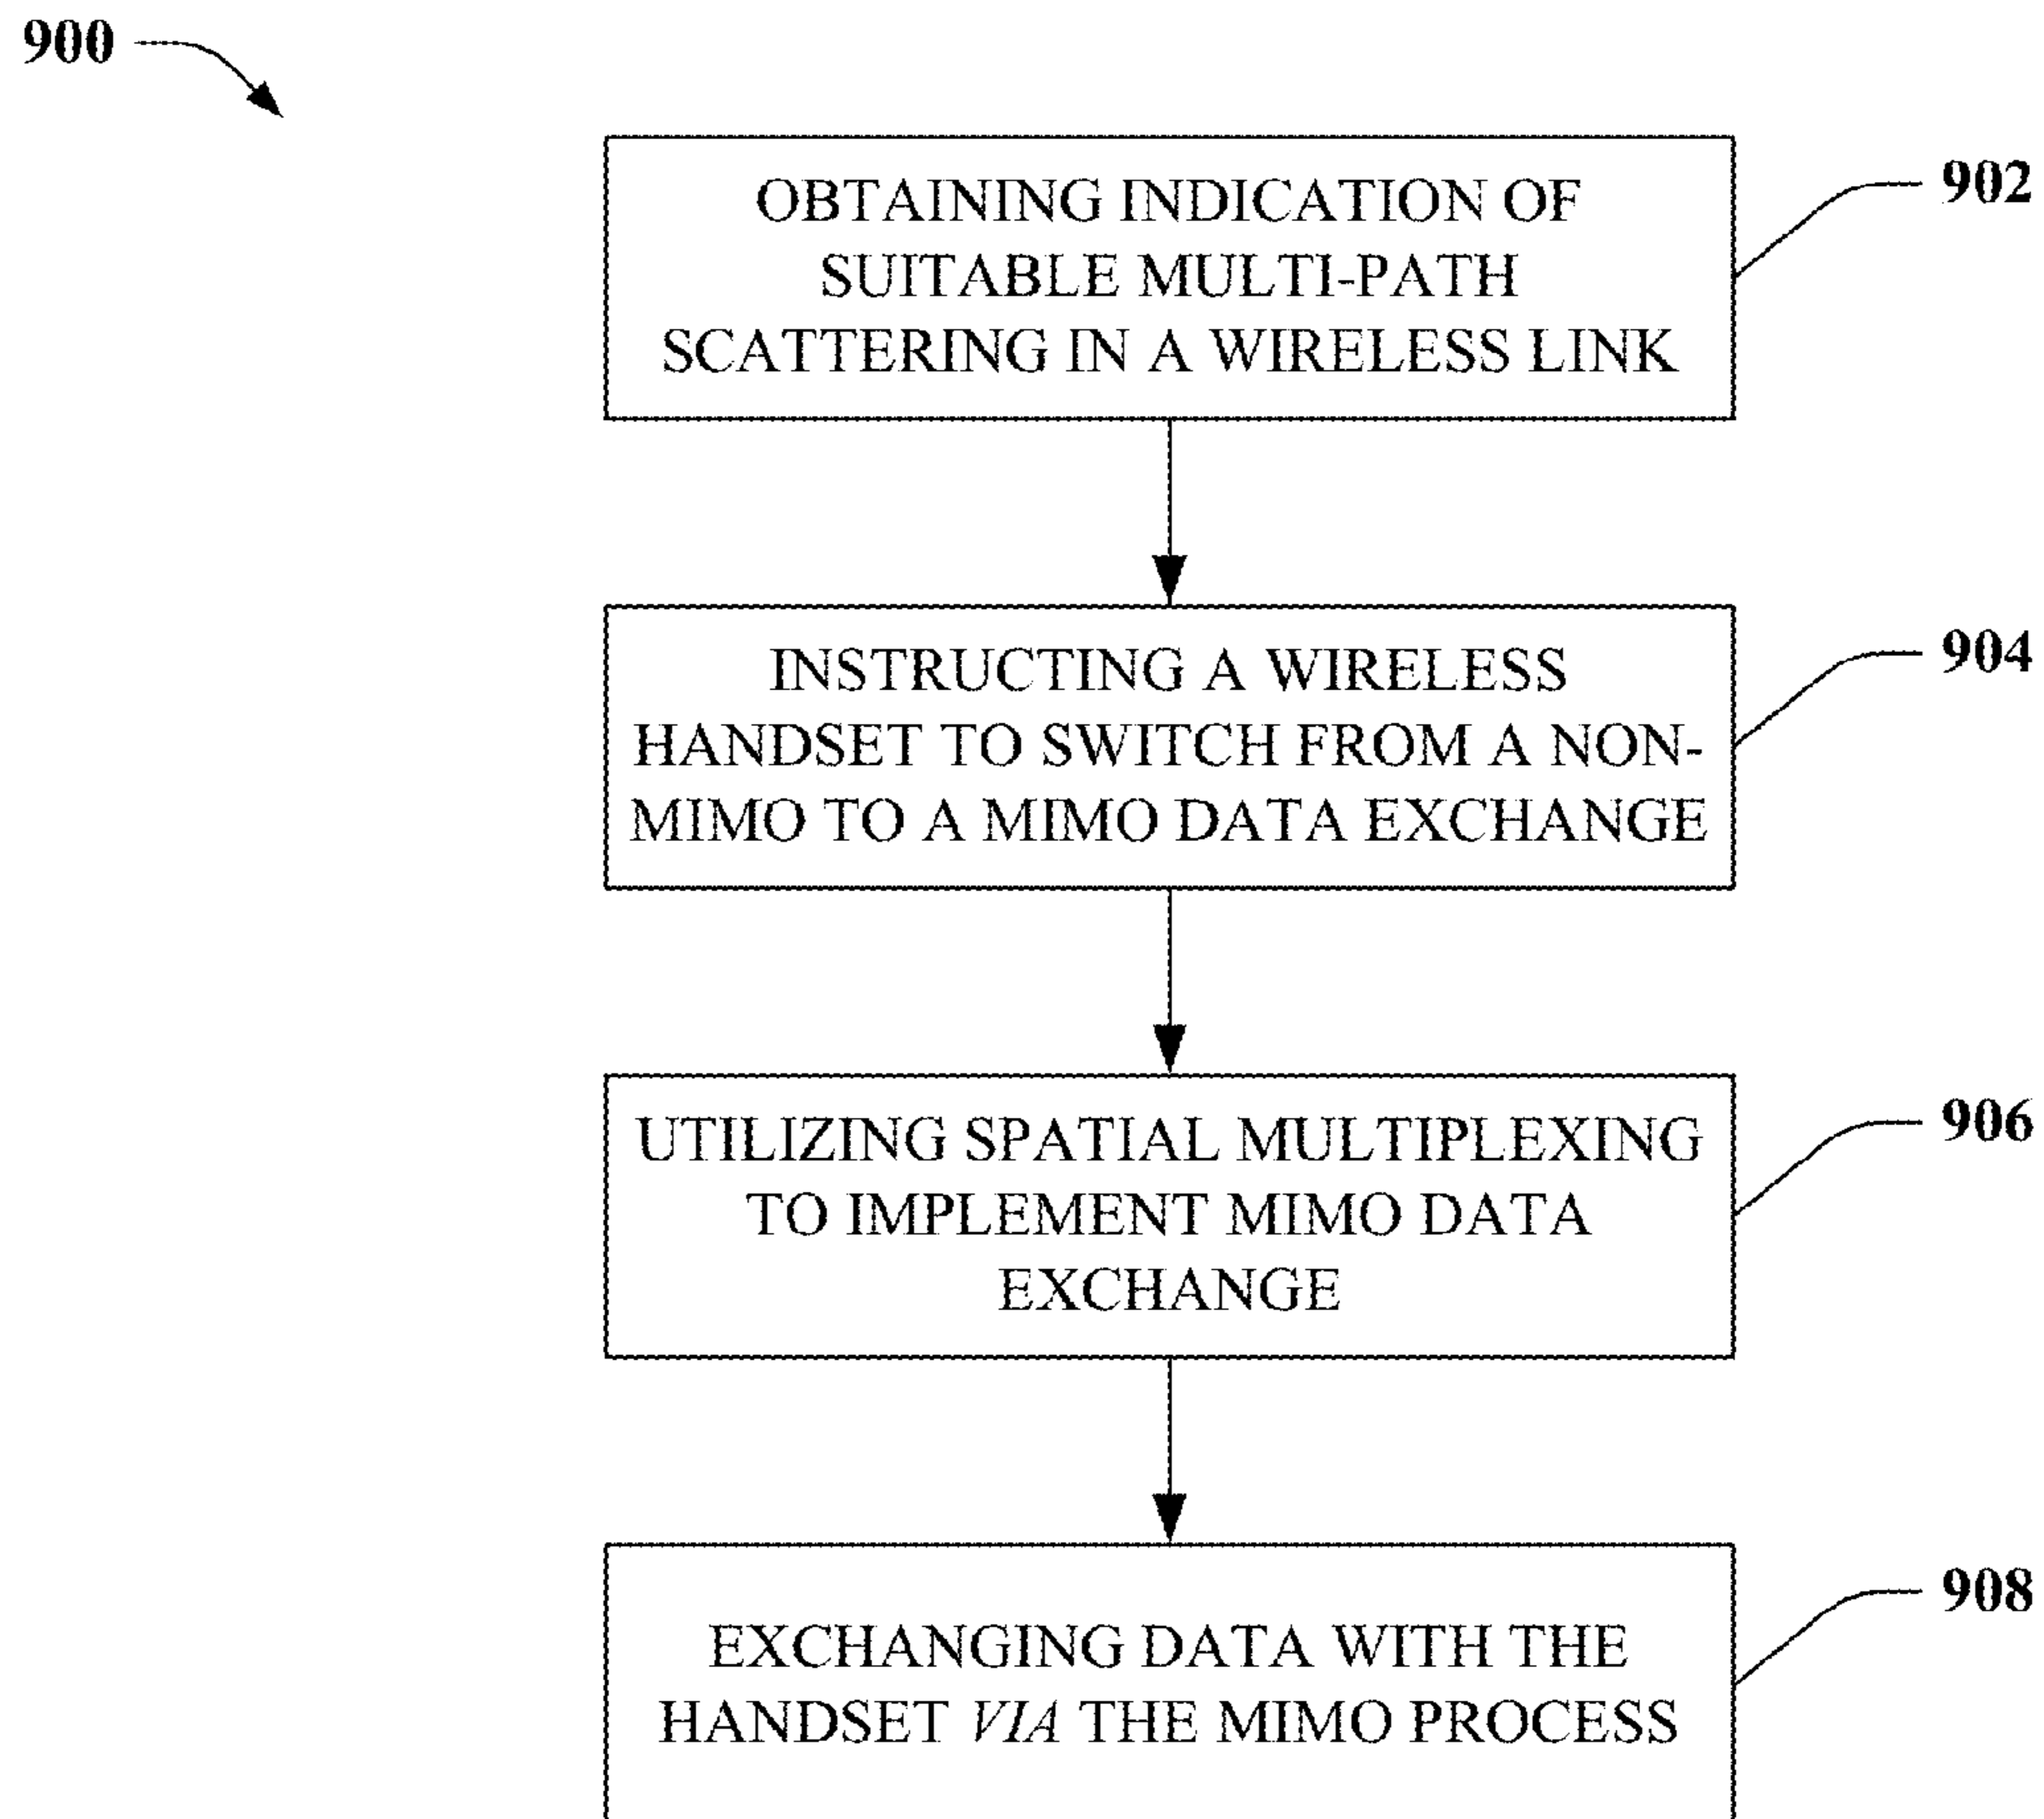 900
OBTAINING INDICATION OF
SUITABLE MULTI-PATH
SCATTERING IN A WIRELESS LINK
902
INSTRUCTING A WIRELESS
HANDSET TO SWITCH FROM A NON-
MIMO TO A MIMO DATA EXCHANGE
904
UTILIZING SPATIAL MULTIPLEXING
TO IMPLEMENT MIMO DATA
EXCHANGE
906
EXCHANGING DATA WITH THE
HANDSET VIA THE MIMO PROCESS
908